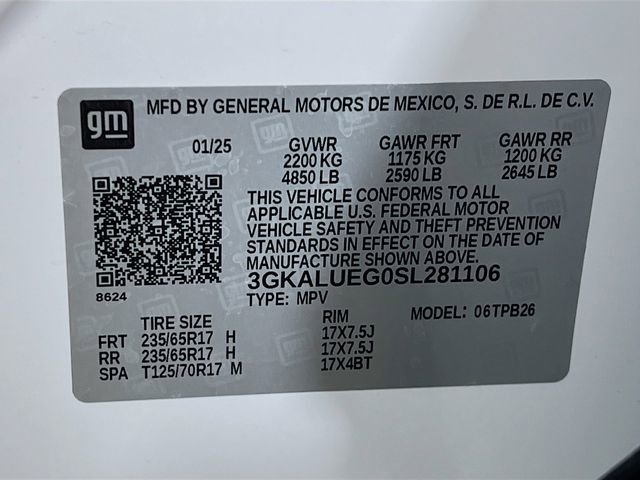 gm
MFD BY GENERAL MOTORS DE MEXICO, S. DE R.L. DE C.V.
01/25 GVWR GAWR FRT GAWR RR
2200 KG 1175 KG 1200 KG
4850 LB 2590 LB 2645 LB
THIS VEHICLE CONFORMS TO ALL
APPLICABLE U.S. FEDERAL MOTOR
VEHICLE SAFETY AND THEFT PREVENTION
STANDARDS IN EFFECT ON THE DATE OF
MANUFACTURE SHOWN ABOVE.
3GKALUEG0SL281106
8624
TYPE: MPV MODEL: 06TPB26
TIRE SIZE RIM
FRT 235/65R17 H 17X7.5J
RR 235/65R17 H 17X7.5J
SPA T125/70R17 M 17X4BT